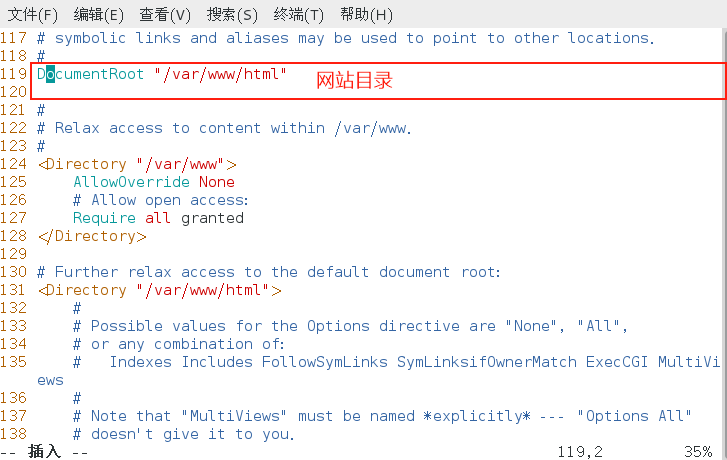 文件(F) 编辑(E) 查看(V) 搜索(S) 终端(T) 帮助(H)
117 # symbolic links and aliases may be used to point to other locations.
118 #
119 DocumentRoot "/var/www/html" 网站目录
120
121 #
122 # Relax access to content within /var/www.
123 #
124 <Directory "/var/www">
125     AllowOverride None
126     # Allow open access:
127     Require all granted
128 </Directory>
129
130 # Further relax access to the default document root:
131 <Directory "/var/www/html">
132     #
133     # Possible values for the Options directive are "None", "All",
134     # or any combination of:
135     #   Indexes Includes FollowSymLinks SymLinksifOwnerMatch ExecCGI MultiVi
ews
136     #
137     # Note that "MultiViews" must be named *explicitly* --- "Options All"
138     # doesn't give it to you.
-- 插入 -- 119,2 35%